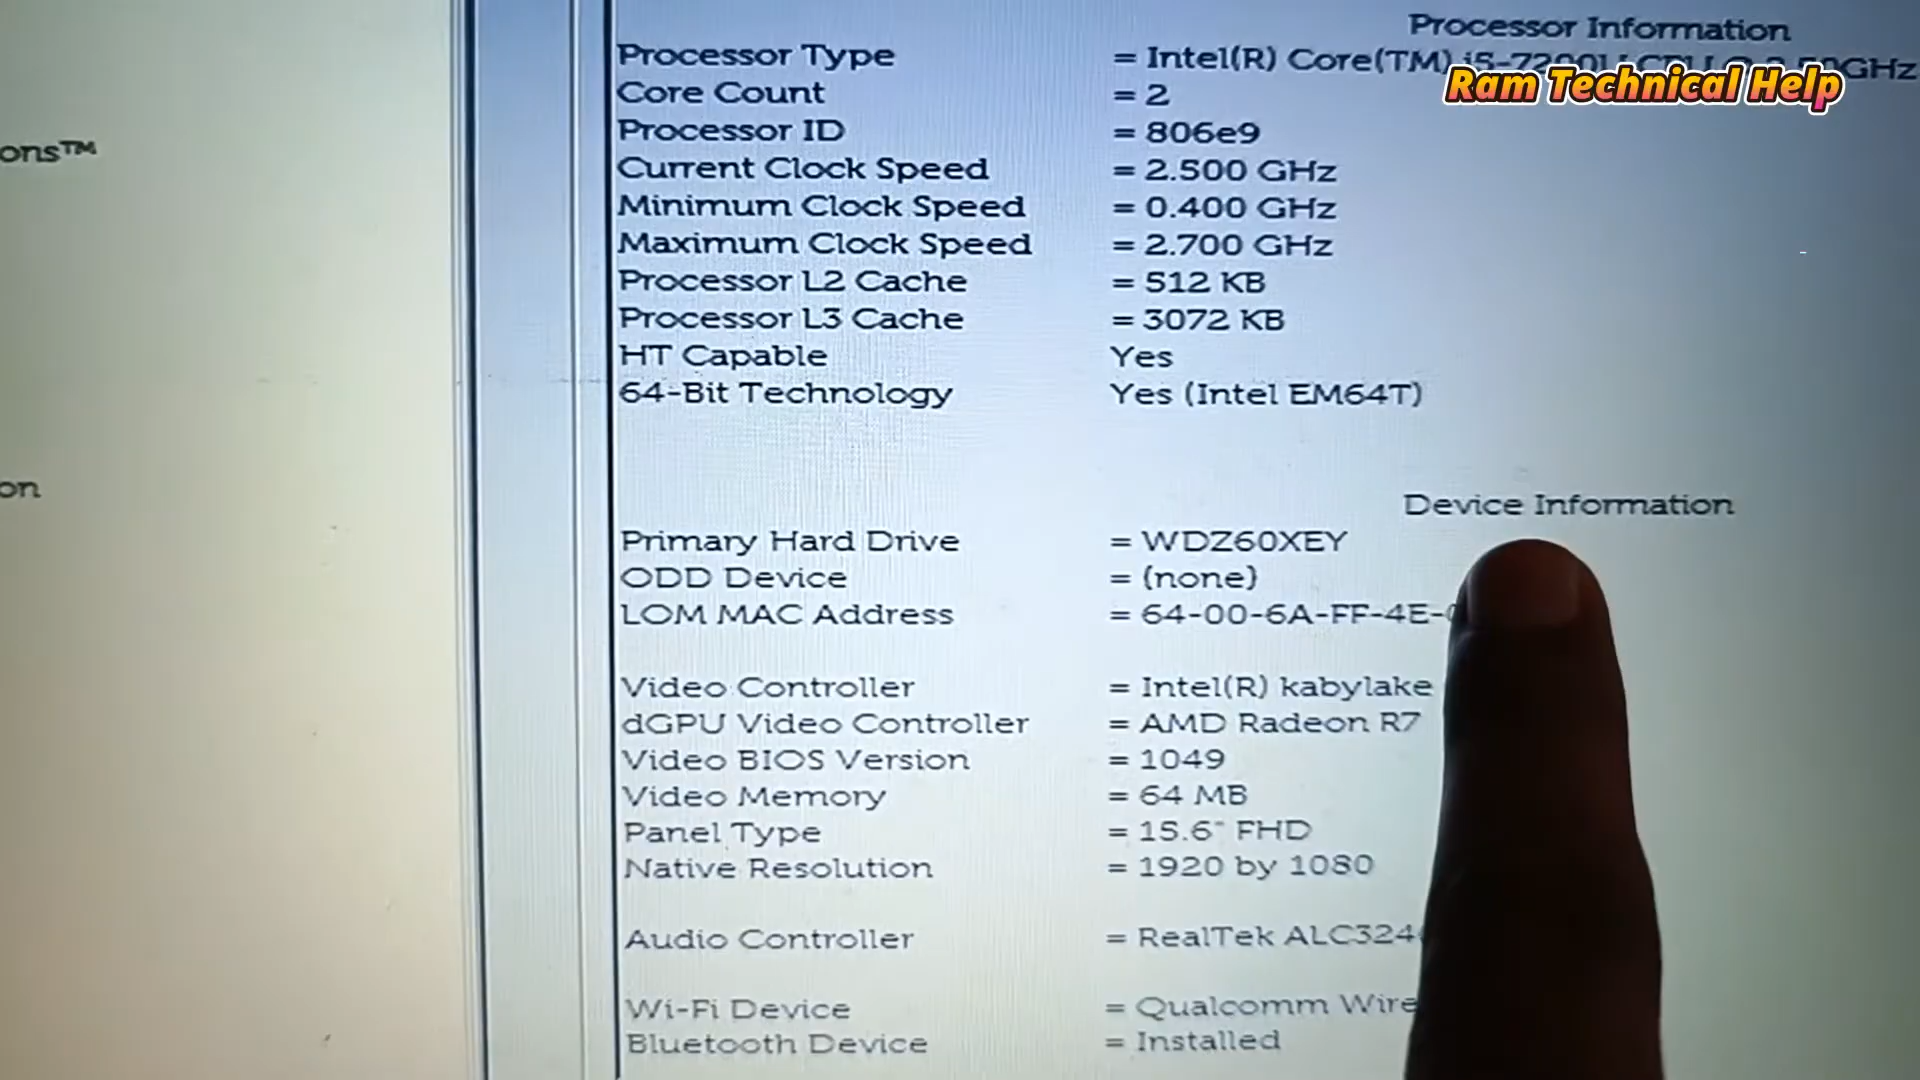 Processor Information
Processor Type = Intel(R) Core(TM) GHz
Ram Technical Help
Core Count = 2
Processor ID = 806e9
ons™
Current Clock Speed = 2.500 GHz
Minimum Clock Speed = 0.400 GHz
Maximum Clock Speed = 2.700 GHz
Processor L2 Cache = 512 KB
Processor L3 Cache = 3072 KB
HT Capable Yes
64-Bit Technology Yes (Intel EM64T)
on
Device Information
Primary Hard Drive = WDZ60XEY
ODD Device = {none}
LOM MAC Address = 64-00-6A-FF-4E-
Video Controller = Intel(R) kabylake
dGPU Video Controller = AMD Radeon R7
Video BIOS Version = 1049
Video Memory = 64 MB
Panel Type = 15.6" FHD
Native Resolution = 1920 by 1080
Audio Controller = RealTek ALC324
Wi-Fi Device = Qualcomm Wire
Bluetooth Device = Installed